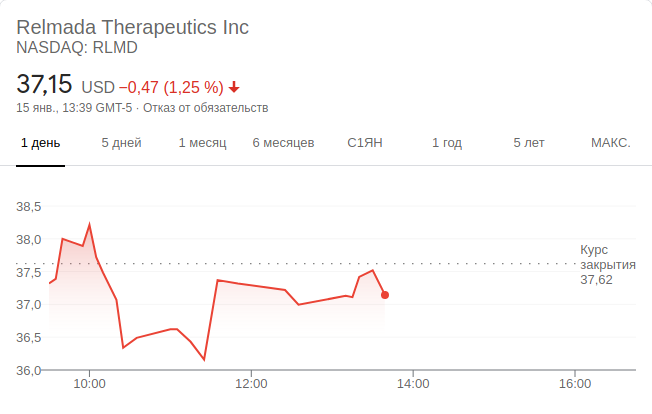 Relmada Therapeutics Inc
NASDAQ: RLMD
37,15 USD −0,47 (1,25 %)
15 янв., 13:39 GMT-5 · Отказ от обязательств
1 день 5 дней 1 месяц 6 месяцев С1ЯН 1 год 5 лет МАКС.
38,5
38,0
Курс
закрытия
37,62
37,5
37,0
36,5
36,0
10:00 12:00 14:00 16:00